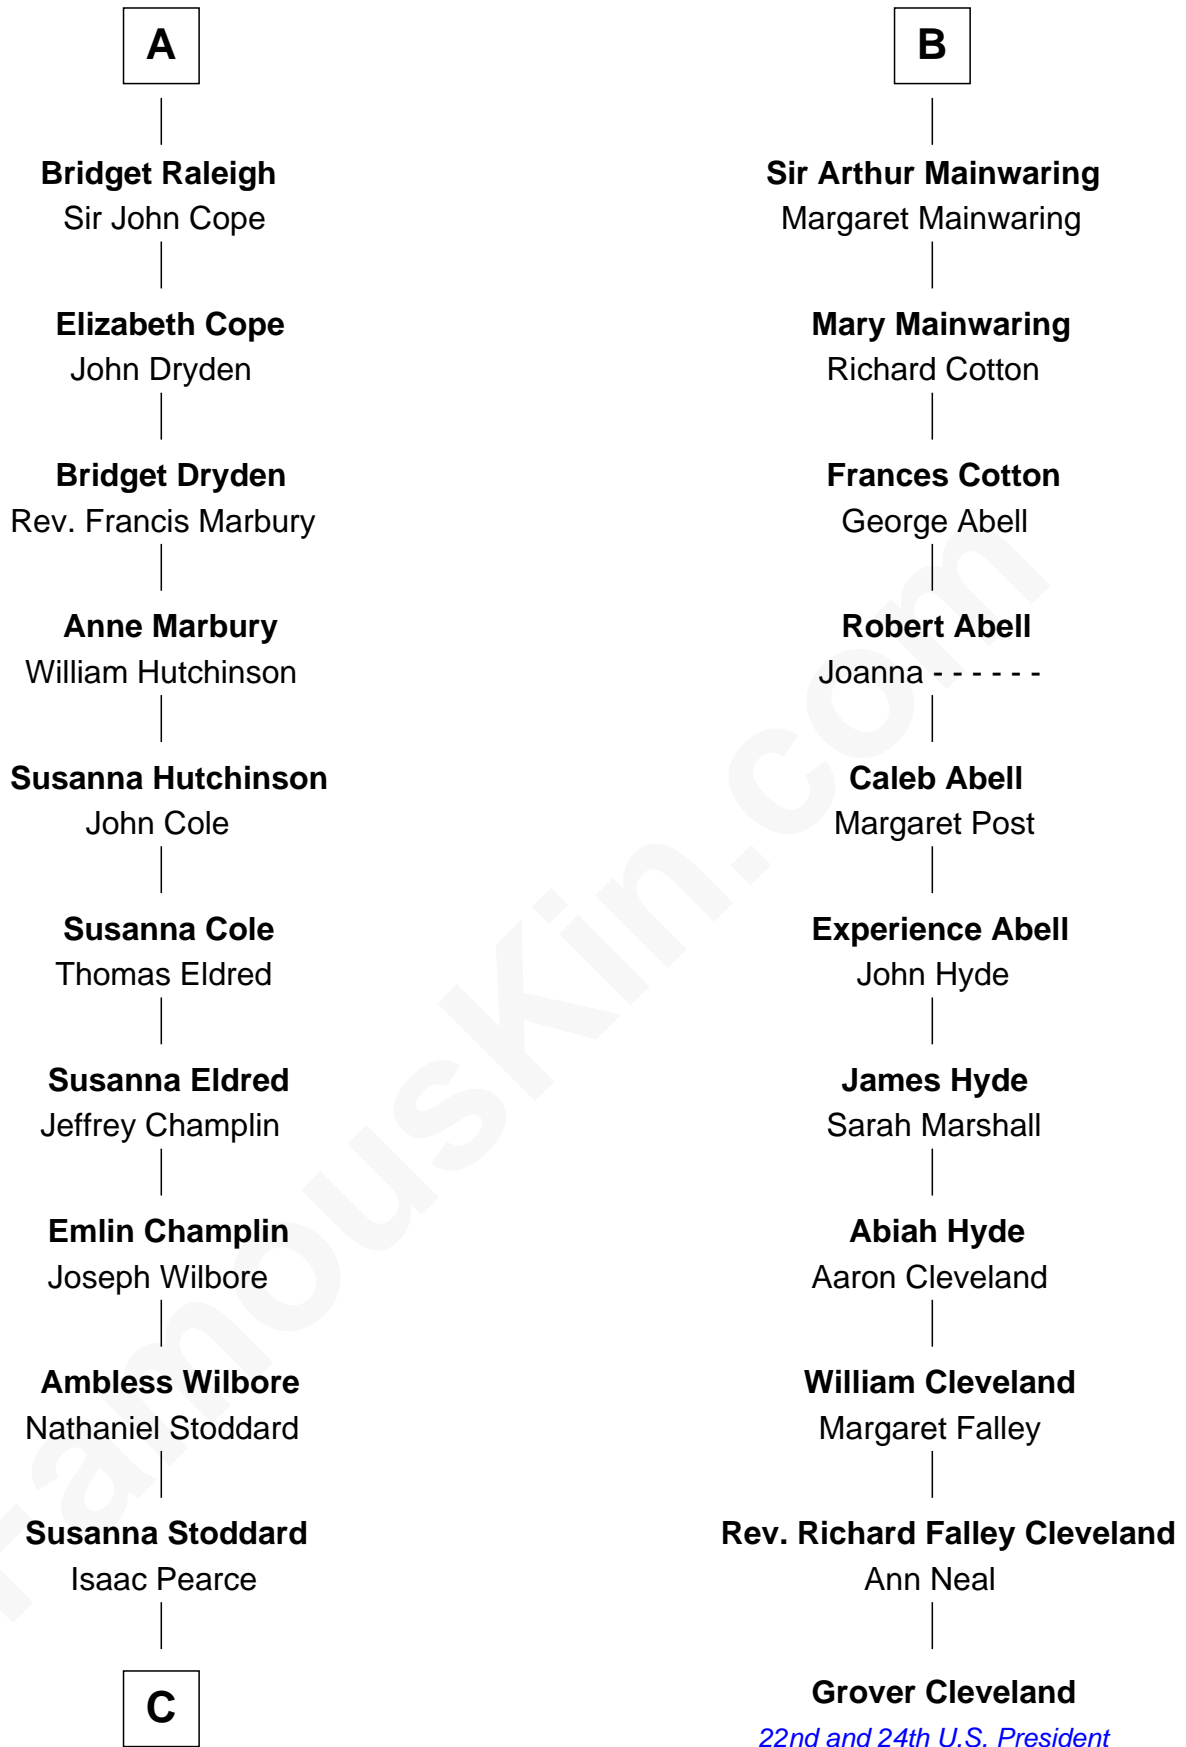 A
Bridget Raleigh
Sir John Cope
Elizabeth Cope
John Dryden
Bridget Dryden
Rev. Francis Marbury
Anne Marbury
William Hutchinson
Susanna Hutchinson
John Cole
Susanna Cole
Thomas Eldred
Susanna Eldred
Jeffrey Champlin
Emlin Champlin
Joseph Wilbore
Ambless Wilbore
Nathaniel Stoddard
Susanna Stoddard
Isaac Pearce
C
B
Sir Arthur Mainwaring
Margaret Mainwaring
Mary Mainwaring
Richard Cotton
Frances Cotton
George Abell
Robert Abell
Joanna - - - - - -
Caleb Abell
Margaret Post
Experience Abell
John Hyde
James Hyde
Sarah Marshall
Abiah Hyde
Aaron Cleveland
William Cleveland
Margaret Falley
Rev. Richard Falley Cleveland
Ann Neal
Grover Cleveland
22nd and 24th U.S. President
FamousKin.com